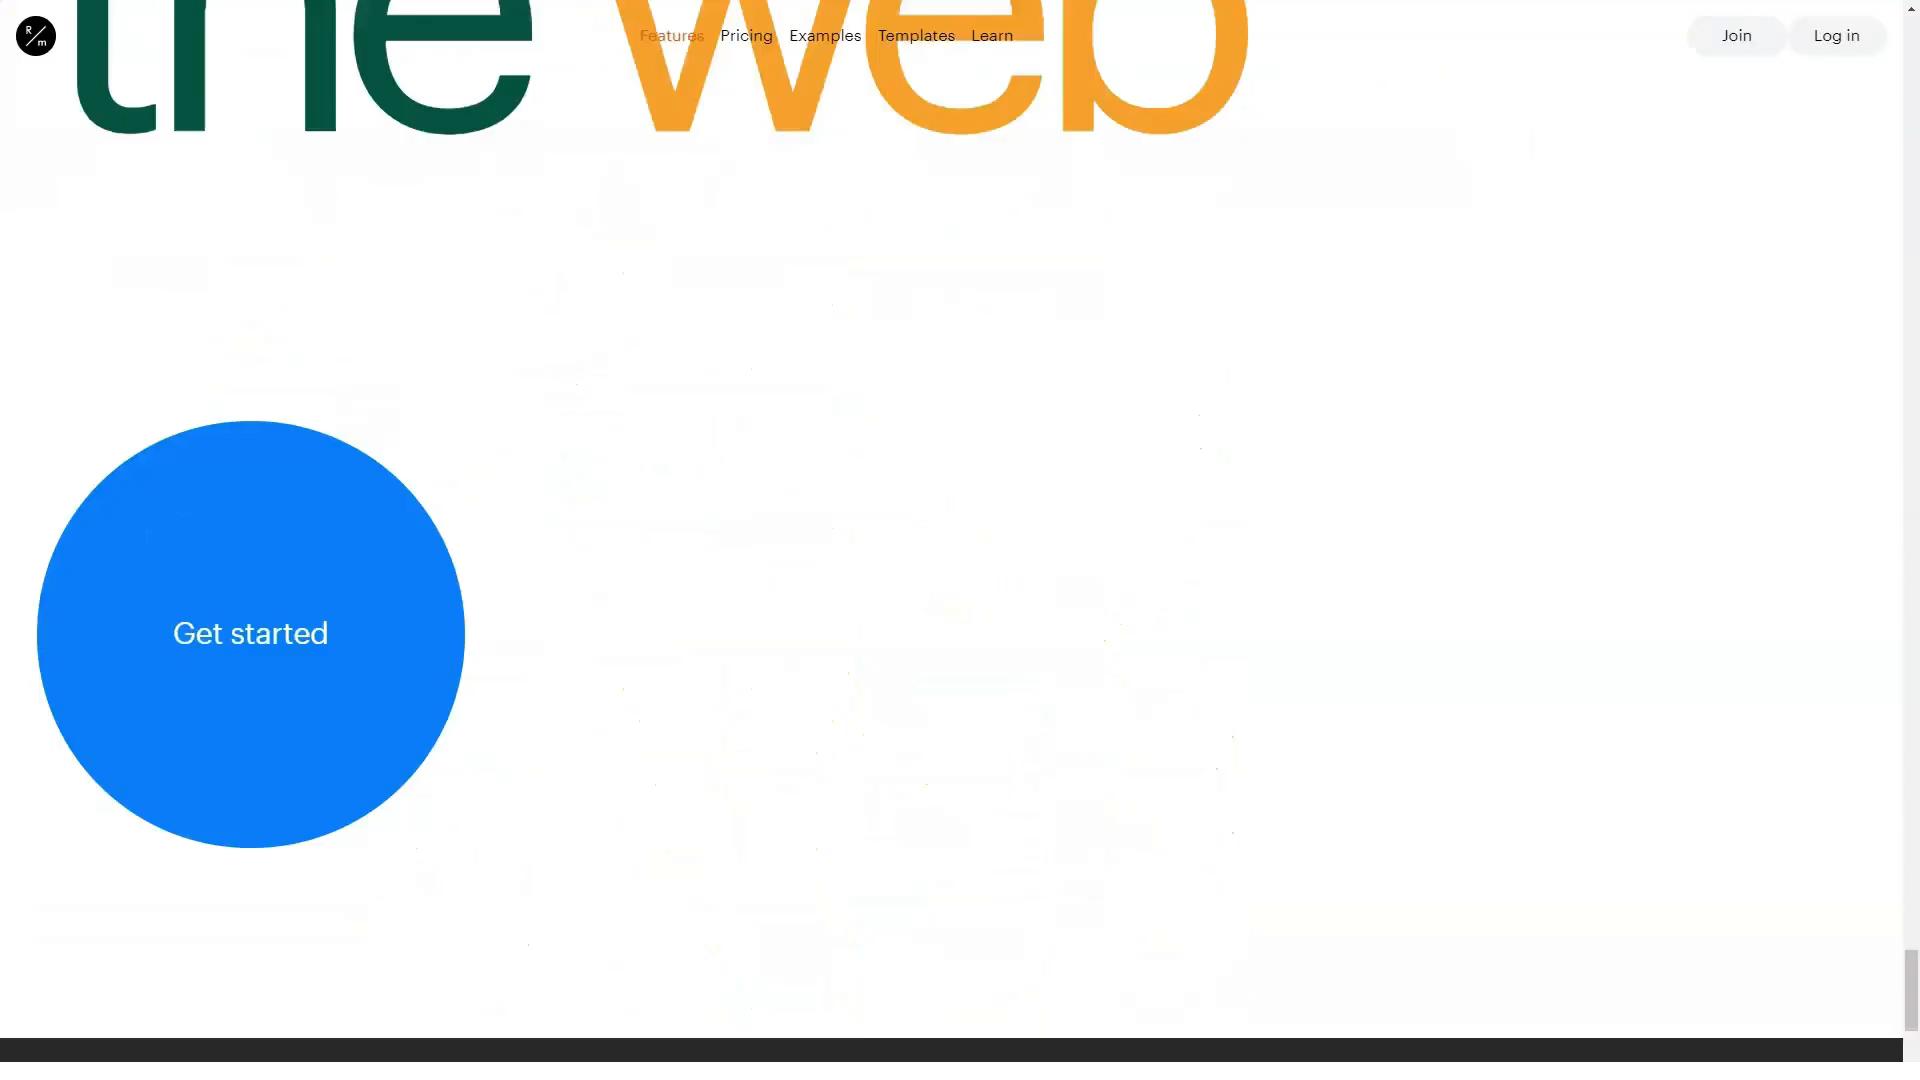 the web
R/m
Features Pricing Examples Templates Learn
Join Log in
Get started